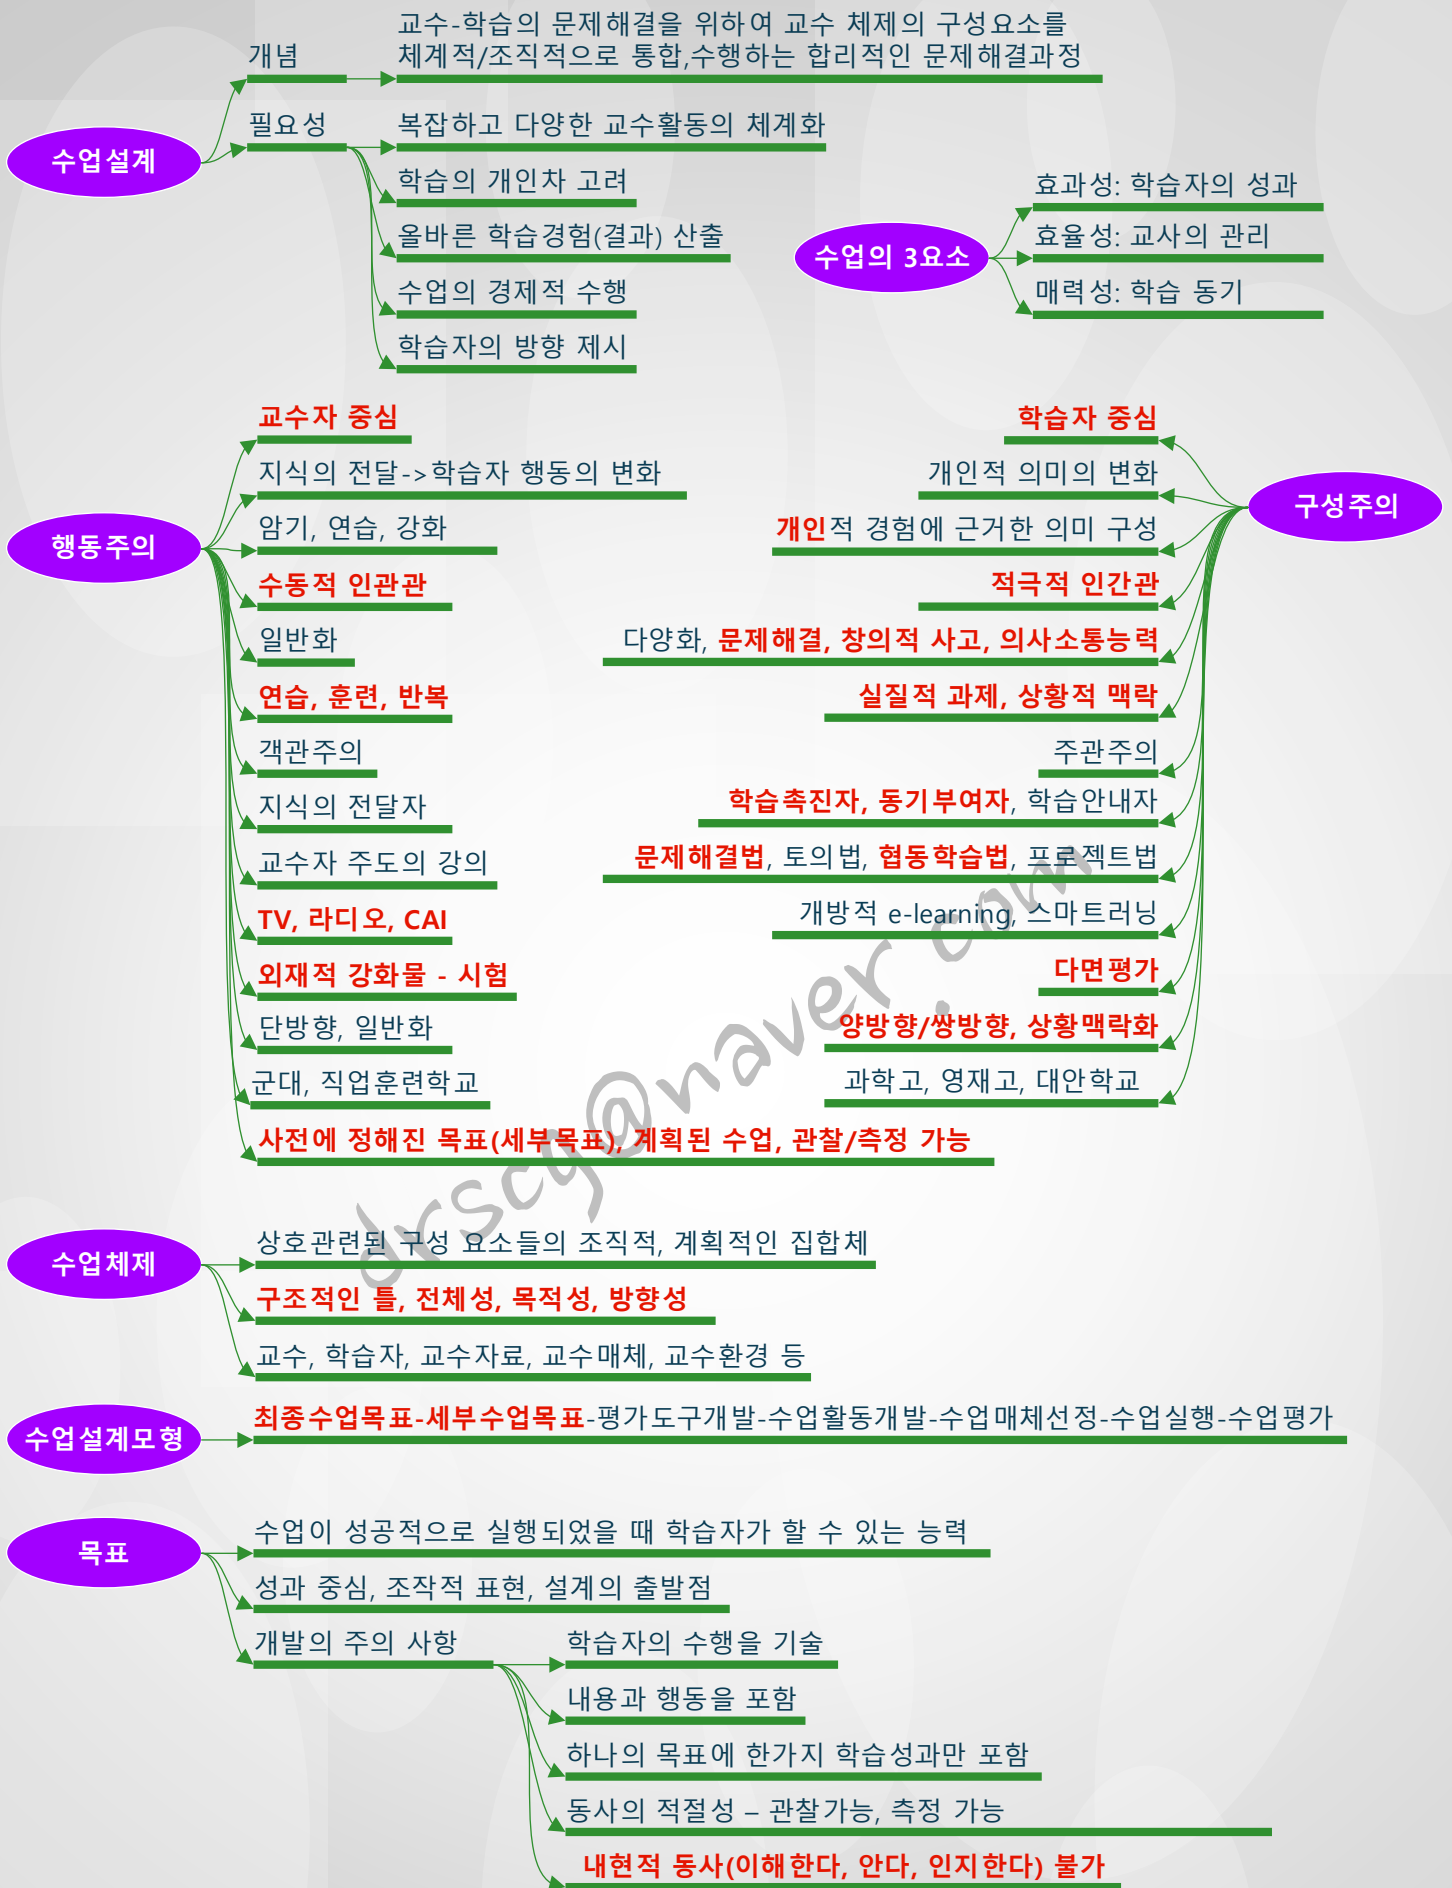 교수-학습의 문제해결을 위하여 교수 체제의 구성요소를
체계적/조직적으로 통합,수행하는 합리적인 문제해결과정
개념
필요성
수업설계
복잡하고 다양한 교수활동의 체계화
학습의 개인차 고려
올바른 학습경험(결과) 산출
수업의 경제적 수행
학습자의 방향 제시
수업의 3요소
효과성: 학습자의 성과
효율성: 교사의 관리
매력성: 학습 동기
행동주의
교수자 중심
지식의 전달->학습자 행동의 변화
암기, 연습, 강화
수동적 인관관
일반화
연습, 훈련, 반복
객관주의
지식의 전달자
교수자 주도의 강의
TV, 라디오, CAI
외재적 강화물 - 시험
단방향, 일반화
군대, 직업훈련학교
사전에 정해진 목표(세부목표), 계획된 수업, 관찰/측정 가능
구성주의
학습자 중심
개인적 의미의 변화
개인적 경험에 근거한 의미 구성
적극적 인간관
다양화, 문제해결, 창의적 사고, 의사소통능력
실질적 과제, 상황적 맥락
주관주의
학습촉진자, 동기부여자, 학습안내자
문제해결법, 토의법, 협동학습법, 프로젝트법
개방적 e-learning, 스마트러닝
다면평가
양방향/쌍방향, 상황맥락화
과학고, 영재고, 대안학교
drscg@naver.com
수업체제
상호관련된 구성 요소들의 조직적, 계획적인 집합체
구조적인 틀, 전체성, 목적성, 방향성
교수, 학습자, 교수자료, 교수매체, 교수환경 등
수업설계모형
최종수업목표-세부수업목표-평가도구개발-수업활동개발-수업매체선정-수업실행-수업평가
목표
수업이 성공적으로 실행되었을 때 학습자가 할 수 있는 능력
성과 중심, 조작적 표현, 설계의 출발점
개발의 주의 사항
학습자의 수행을 기술
내용과 행동을 포함
하나의 목표에 한가지 학습성과만 포함
동사의 적절성 – 관찰가능, 측정 가능
내현적 동사(이해한다, 안다, 인지한다) 불가